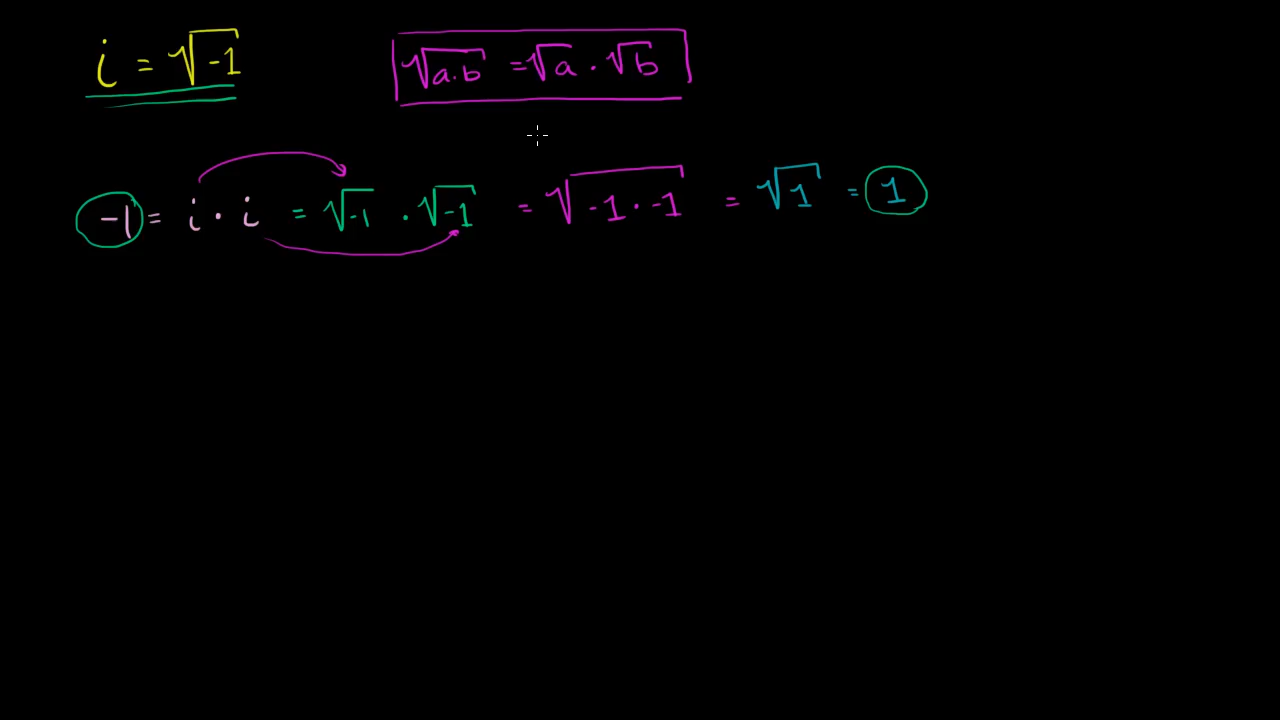 i = √-1
√a·b = √a · √b
-1 = i · i = √-1 · √-1 = √-1 · -1 = √1 = 1